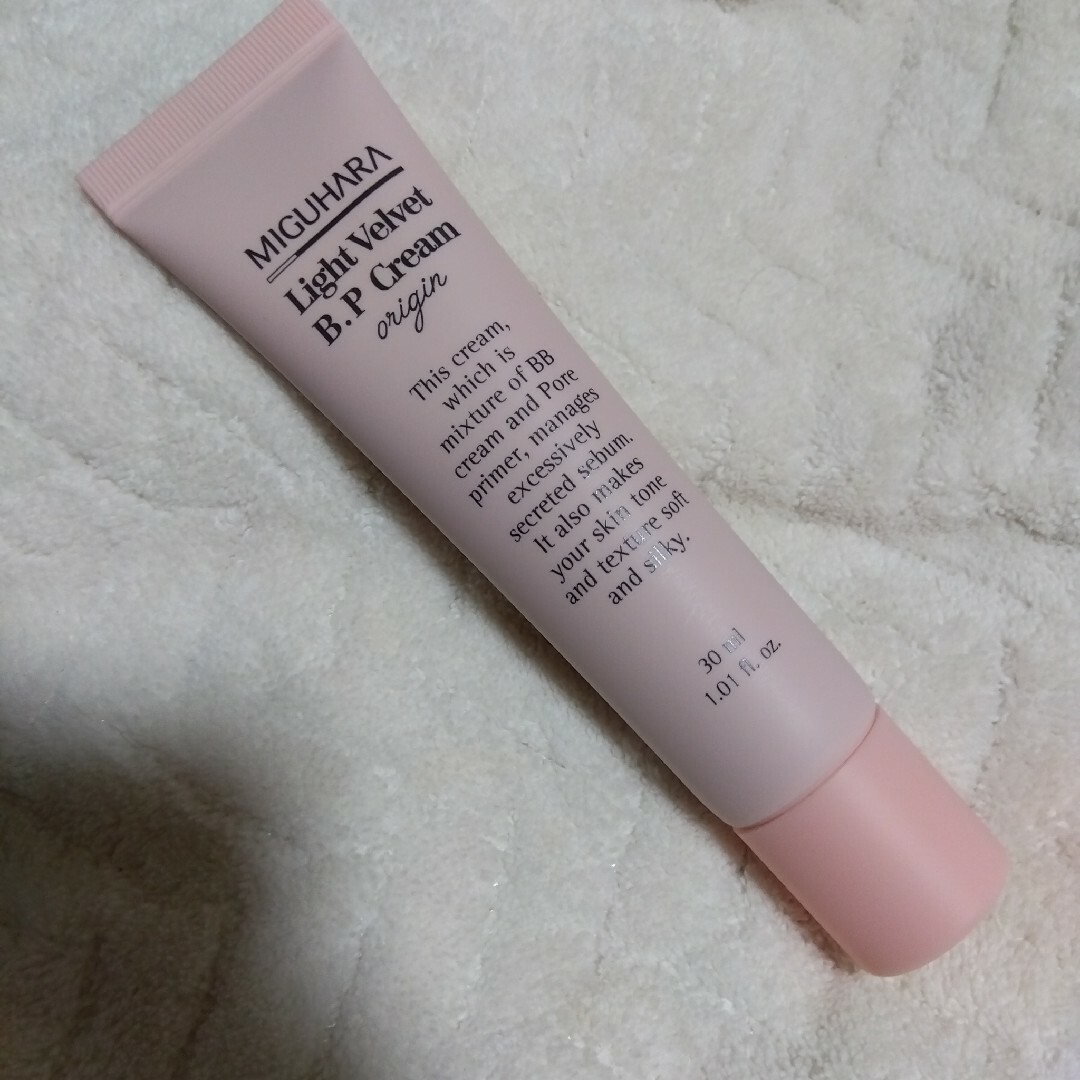 MIGUHARA
Light Velvet
B.P Cream
origin
This cream,
which is
mixture of BB
cream and Pore
primer, manages
excessively
secreted sebum.
It also makes
your skin tone
and texture soft
and silky.
30 ml
1.01 fl. oz.